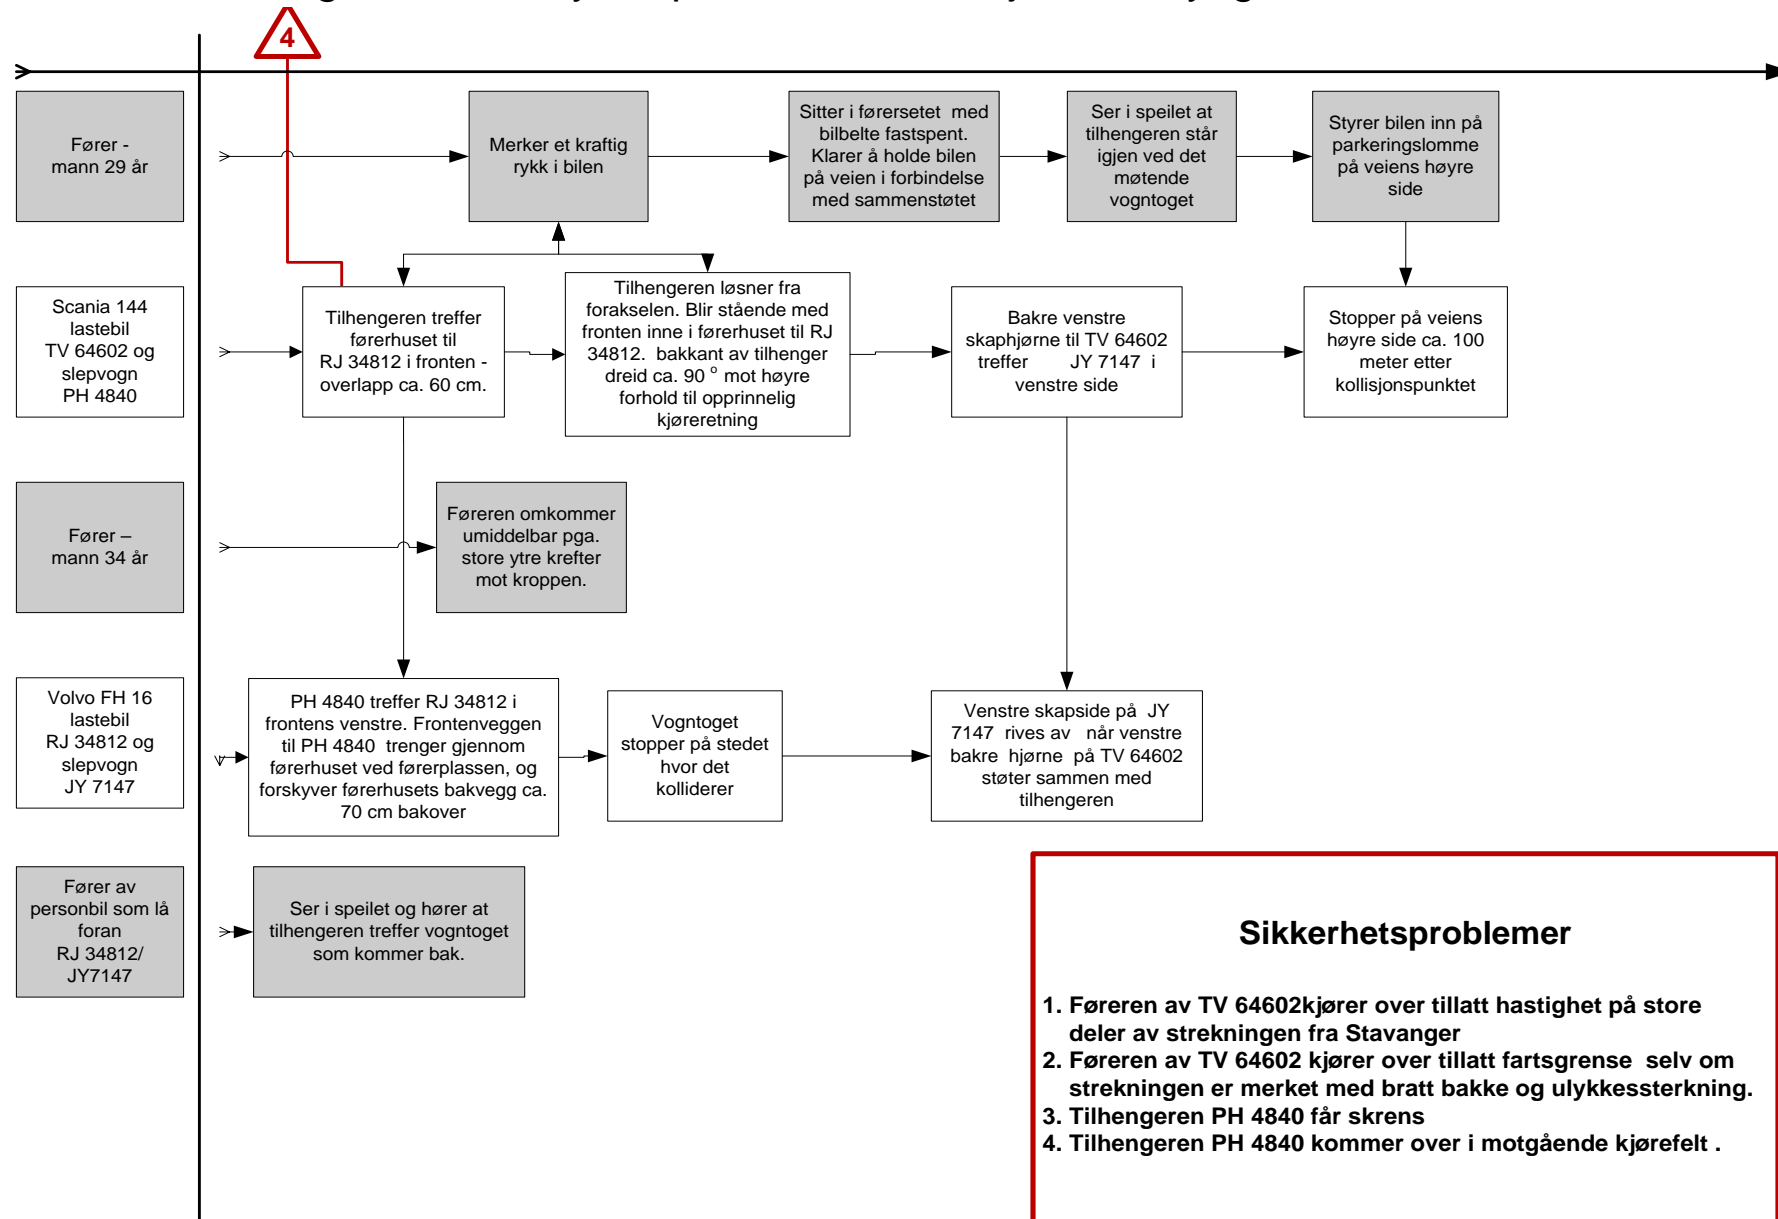 4
Fører -
mann 29 år
Merker et kraftig
rykk i bilen
Sitter i førersetet med
bilbelte fastspent.
Klarer å holde bilen
på veien i forbindelse
med sammenstøtet
Ser i speilet at
tilhengeren står
igjen ved det
møtende
vogntoget
Styrer bilen inn på
parkeringslomme
på veiens høyre
side
Scania 144
lastebil
TV 64602 og
slepvogn
PH 4840
Tilhengeren treffer
førerhuset til
RJ 34812 i fronten -
overlapp ca. 60 cm.
Tilhengeren løsner fra
forakselen. Blir stående med
fronten inne i førerhuset til RJ
34812. bakkant av tilhenger
dreid ca. 90 o mot høyre
forhold til opprinnelig
kjøreretning
Bakre venstre
skaphjørne til TV 64602
treffer JY 7147 i
venstre side
Stopper på veiens
høyre side ca. 100
meter etter
kollisjonspunktet
Fører –
mann 34 år
Føreren omkommer
umiddelbar pga.
store ytre krefter
mot kroppen.
Volvo FH 16
lastebil
RJ 34812 og
slepvogn
JY 7147
PH 4840 treffer RJ 34812 i
frontens venstre. Frontenveggen
til PH 4840 trenger gjennom
førerhuset ved førerplassen, og
forskyver førerhusets bakvegg ca.
70 cm bakover
Vogntoget
stopper på stedet
hvor det
kolliderer
Venstre skapside på JY
7147 rives av når venstre
bakre hjørne på TV 64602
støter sammen med
tilhengeren
Fører av
personbil som lå
foran
RJ 34812/
JY7147
Ser i speilet og hører at
tilhengeren treffer vogntoget
som kommer bak.
Sikkerhetsproblemer
1. Føreren av TV 64602kjører over tillatt hastighet på store
deler av strekningen fra Stavanger
2. Føreren av TV 64602 kjører over tillatt fartsgrense selv om
strekningen er merket med bratt bakke og ulykkessterkning.
3. Tilhengeren PH 4840 får skrens
4. Tilhengeren PH 4840 kommer over i motgående kjørefelt .